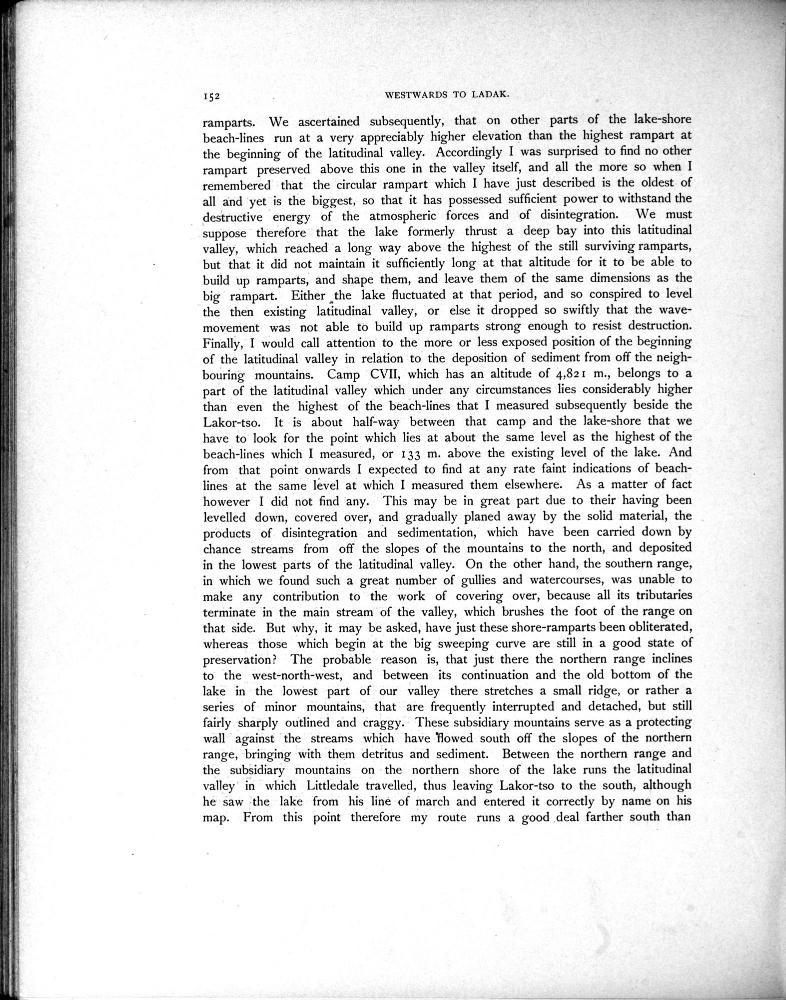 152 WESTWARDS TO LADAK.
ramparts. We ascertained subsequently, that on other parts of the lake-shore
beach-lines run at a very appreciably higher elevation than the highest rampart at
the beginning of the latitudinal valley. Accordingly I was surprised to find no other
rampart preserved above this one in the valley itself, and all the more so when I
remembered that the circular rampart which I have just described is the oldest of
all and yet is the biggest, so that it has possessed sufficient power to withstand the
destructive energy of the atmospheric forces and of disintegration. We must
suppose therefore that the lake formerly thrust a deep bay into this latitudinal
valley, which reached a long way above the highest of the still surviving ramparts,
but that it did not maintain it sufficiently long at that altitude for it to be able to
build up ramparts, and shape them, and leave them of the same dimensions as the
big rampart. Either the lake fluctuated at that period, and so conspired to level
the then existing latitudinal valley, or else it dropped so swiftly that the wave-
movement was not able to build up ramparts strong enough to resist destruction.
Finally, I would call attention to the more or less exposed position of the beginning
of the latitudinal valley in relation to the deposition of sediment from off the neigh-
bouring mountains. Camp CVII, which has an altitude of 4,821 m., belongs to a
part of the latitudinal valley which under any circumstances lies considerably higher
than even the highest of the beach-lines that I measured subsequently beside the
Lakor-tso. It is about half-way between that camp and the lake-shore that we
have to look for the point which lies at about the same level as the highest of the
beach-lines which I measured, or 133 m. above the existing level of the lake. And
from that point onwards I expected to find at any rate faint indications of beach-
lines at the same level at which I measured them elsewhere. As a matter of fact
however I did not find any. This may be in great part due to their having been
levelled down, covered over, and gradually planed away by the solid material, the
products of disintegration and sedimentation, which have been carried down by
chance streams from off the slopes of the mountains to the north, and deposited
in the lowest parts of the latitudinal valley. On the other hand, the southern range,
in which we found such a great number of gullies and watercourses, was unable to
make any contribution to the work of covering over, because all its tributaries
terminate in the main stream of the valley, which brushes the foot of the range on
that side. But why, it may be asked, have just these shore-ramparts been obliterated,
whereas those which begin at the big sweeping curve are still in a good state of
preservation? The probable reason is, that just there the northern range inclines
to the west-north-west, and between its continuation and the old bottom of the
lake in the lowest part of our valley there stretches a small ridge, or rather a
series of minor mountains, that are frequently interrupted and detached, but still
fairly sharply outlined and craggy. These subsidiary mountains serve as a protecting
wall against the streams which have flowed south off the slopes of the northern
range, bringing with them detritus and sediment. Between the northern range and
the subsidiary mountains on the northern shore of the lake runs the latitudinal
valley in which Littledale travelled, thus leaving Lakor-tso to the south, although
he saw the lake from his line of march and entered it correctly by name on his
map. From this point therefore my route runs a good deal farther south than